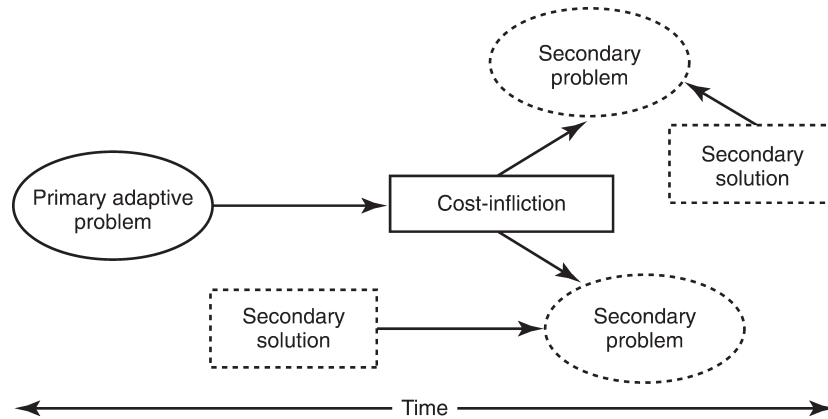 Secondary
problem
Secondary
solution
Primary adaptive
problem
Cost-infliction
Secondary
solution
Secondary
problem
Time